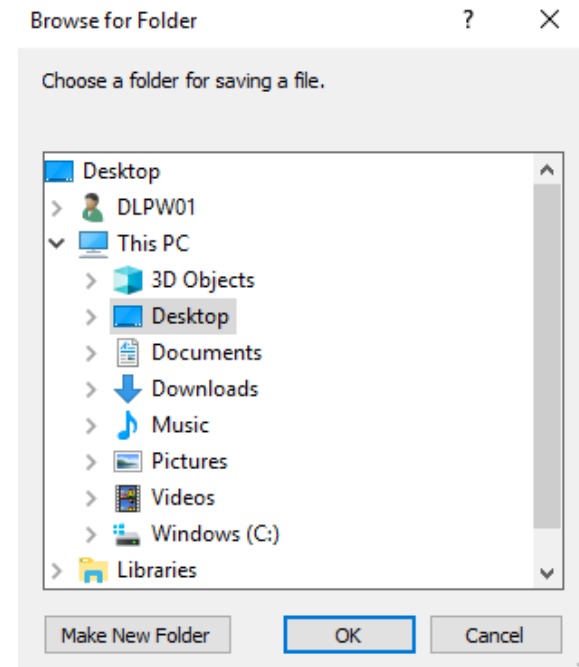 Browse for Folder ?
Choose a folder for saving a file.
Desktop
DLPW01
This PC
3D Objects
Desktop
Documents
Downloads
Music
Pictures
Videos
Windows (C:)
Libraries
Make New Folder OK Cancel